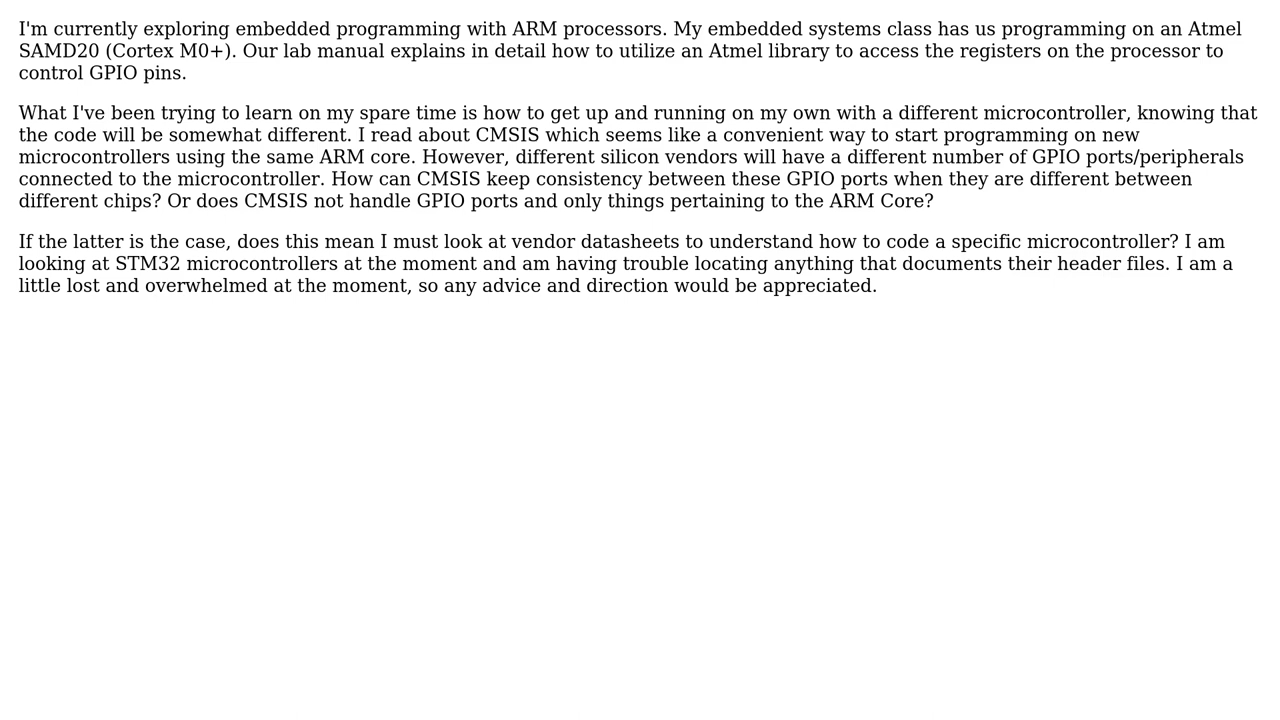 I'm currently exploring embedded programming with ARM processors. My embedded systems class has us programming on an Atmel
SAMD20 (Cortex M0+). Our lab manual explains in detail how to utilize an Atmel library to access the registers on the processor to
control GPIO pins.
What I've been trying to learn on my spare time is how to get up and running on my own with a different microcontroller, knowing that
the code will be somewhat different. I read about CMSIS which seems like a convenient way to start programming on new
microcontrollers using the same ARM core. However, different silicon vendors will have a different number of GPIO ports/peripherals
connected to the microcontroller. How can CMSIS keep consistency between these GPIO ports when they are different between
different chips? Or does CMSIS not handle GPIO ports and only things pertaining to the ARM Core?
If the latter is the case, does this mean I must look at vendor datasheets to understand how to code a specific microcontroller? I am
looking at STM32 microcontrollers at the moment and am having trouble locating anything that documents their header files. I am a
little lost and overwhelmed at the moment, so any advice and direction would be appreciated.